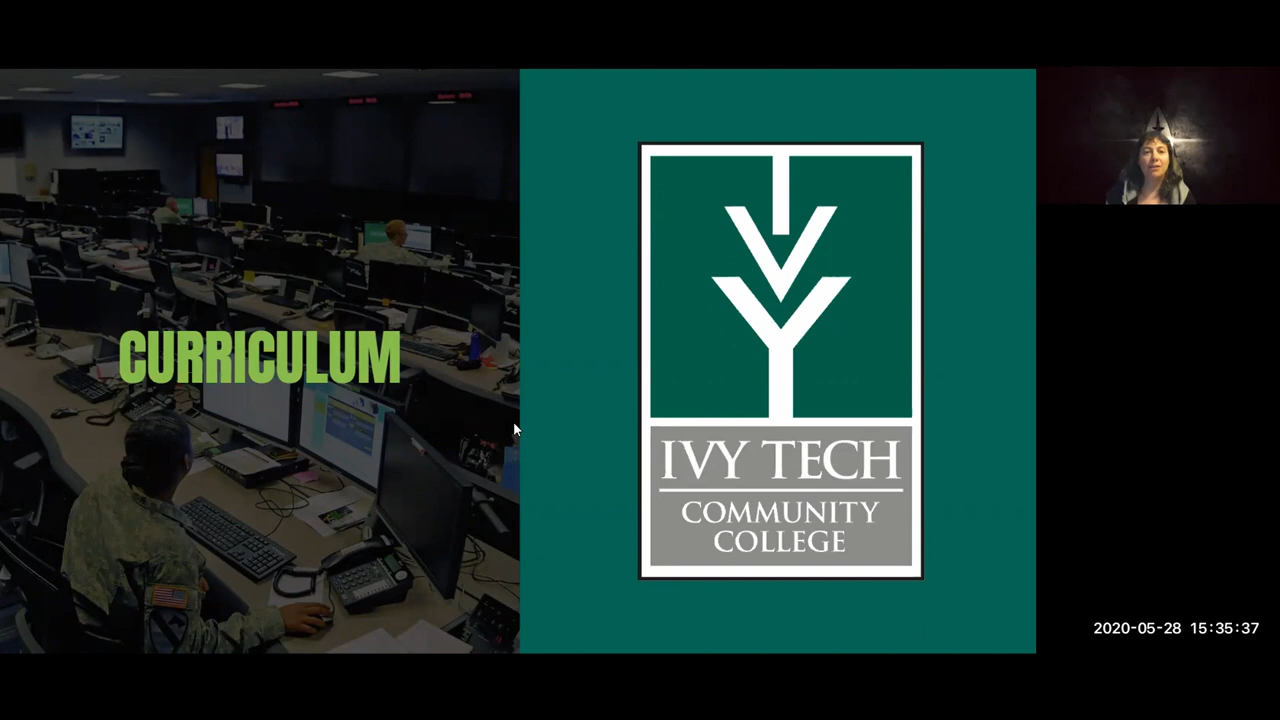 CURRICULUM
IVY TECH
COMMUNITY
COLLEGE
2020-05-28 15:35:37